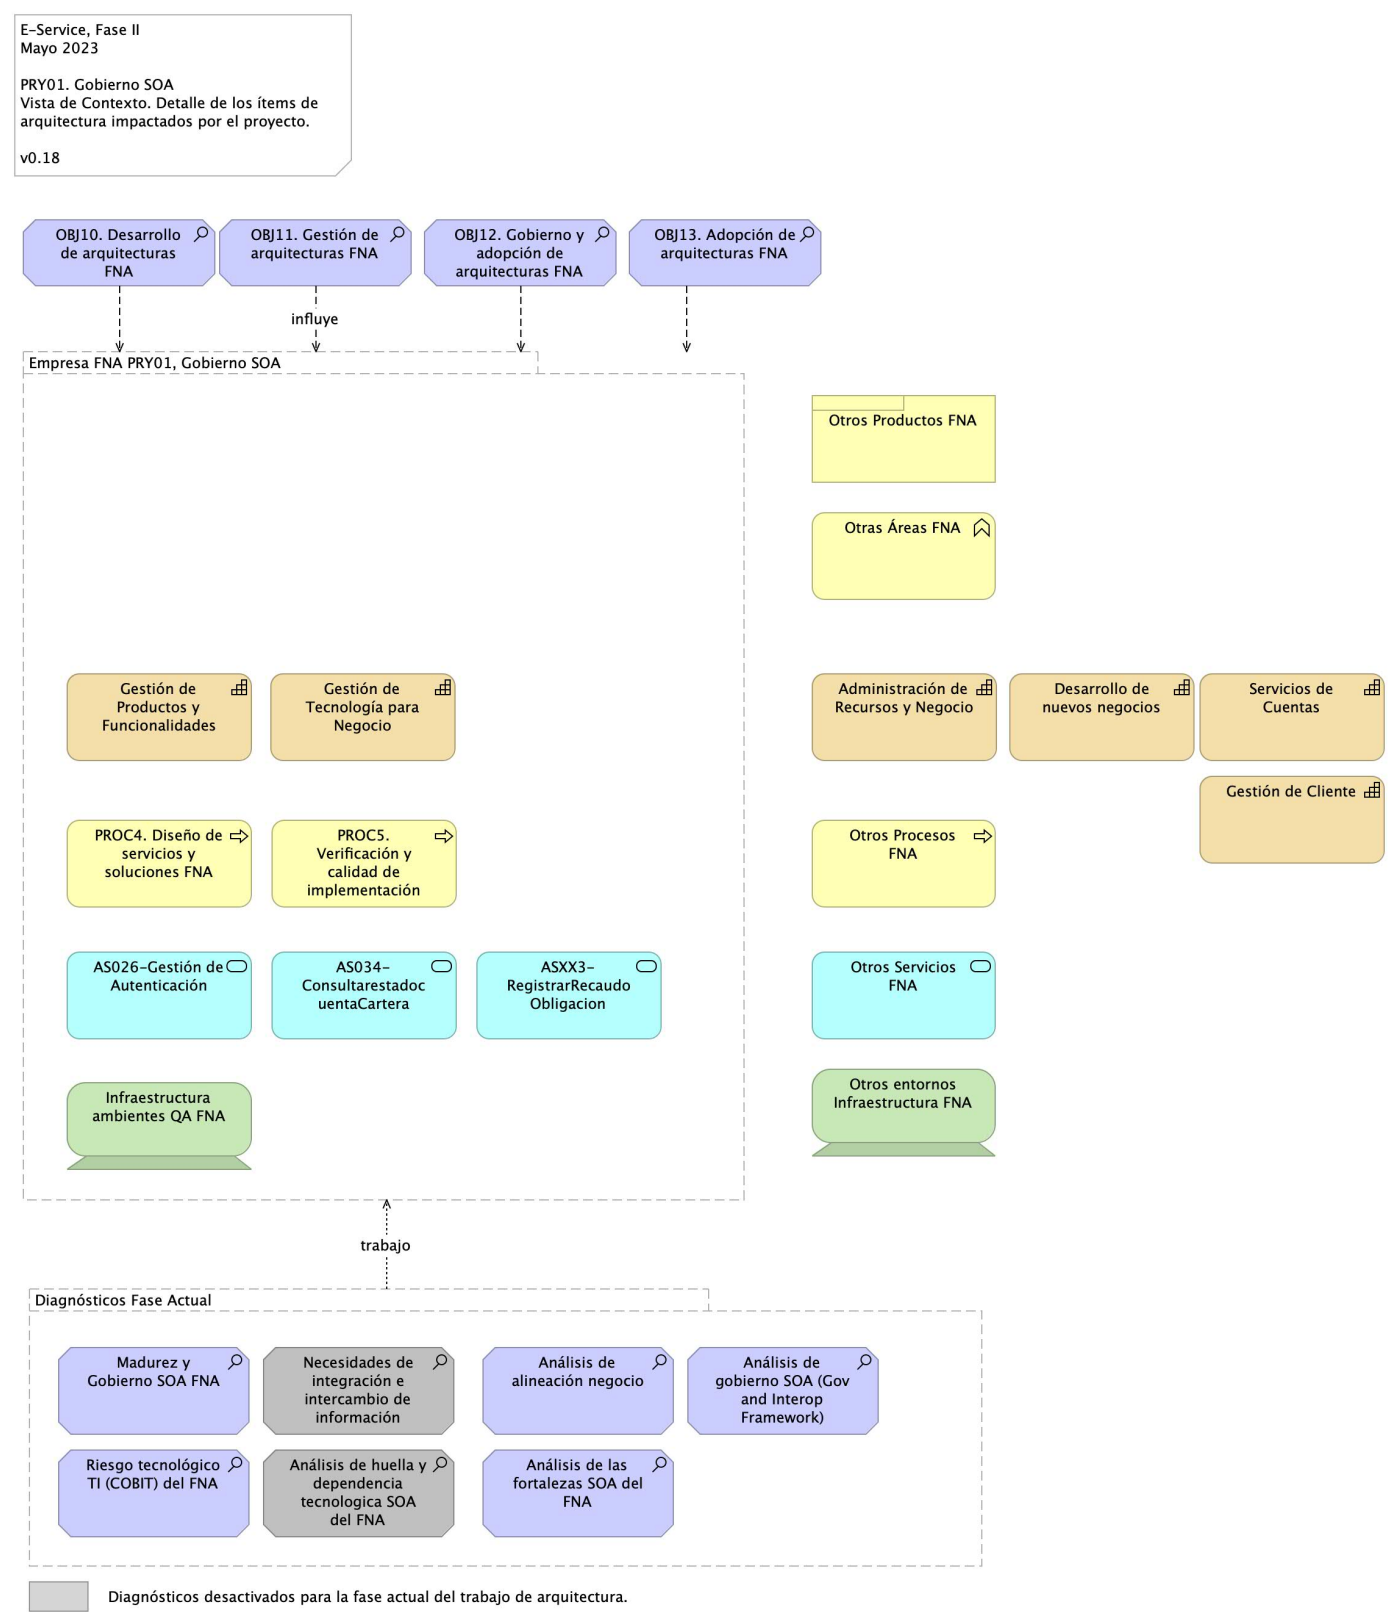 E-Service, Fase II
Mayo 2023
PRY01. Gobierno SOA
Vista de Contexto. Detalle de los ítems de
arquitectura impactados por el proyecto.
v0.18
OBJ10. Desarrollo
de arquitecturas
FNA
OBJ11. Gestión de
arquitecturas FNA
OBJ12. Gobierno y
adopción de
arquitecturas FNA
OBJ13. Adopción de
arquitecturas FNA
influye
Empresa FNA PRY01, Gobierno SOA
Otros Productos FNA
Otras Áreas FNA
Gestión de
Productos y
Funcionalidades
Gestión de
Tecnología para
Negocio
Administración de
Recursos y Negocio
Desarrollo de
nuevos negocios
Servicios de
Cuentas
Gestión de Cliente
PROC4. Diseño de
servicios y
soluciones FNA
PROC5.
Verificación y
calidad de
implementación
Otros Procesos
FNA
AS026-Gestión de
Autenticación
AS034-
Consultarestadoc
uentaCartera
ASXX3-
RegistrarRecaudo
Obligacion
Otros Servicios
FNA
Infraestructura
ambientes QA FNA
Otros entornos
Infraestructura FNA
trabajo
Diagnósticos Fase Actual
Madurez y
Gobierno SOA FNA
Necesidades de
integración e
intercambio de
información
Análisis de
alineación negocio
Análisis de
gobierno SOA (Gov
and Interop
Framework)
Riesgo tecnológico
TI (COBIT) del FNA
Análisis de huella y
dependencia
tecnologica SOA
del FNA
Análisis de las
fortalezas SOA del
FNA
Diagnósticos desactivados para la fase actual del trabajo de arquitectura.